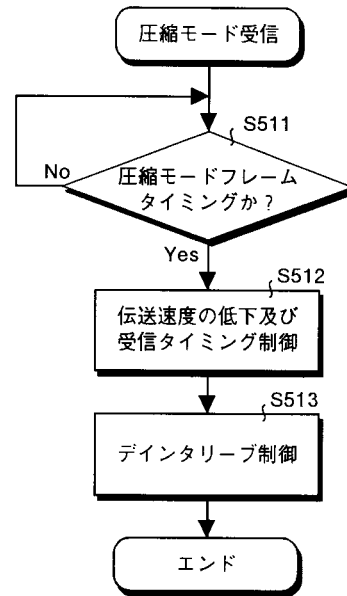 圧縮モード受信
S511
圧縮モードフレーム
タイミングか?
No
Yes
S512
伝送速度の低下及び
受信タイミング制御
S513
デインタリーブ制御
エンド